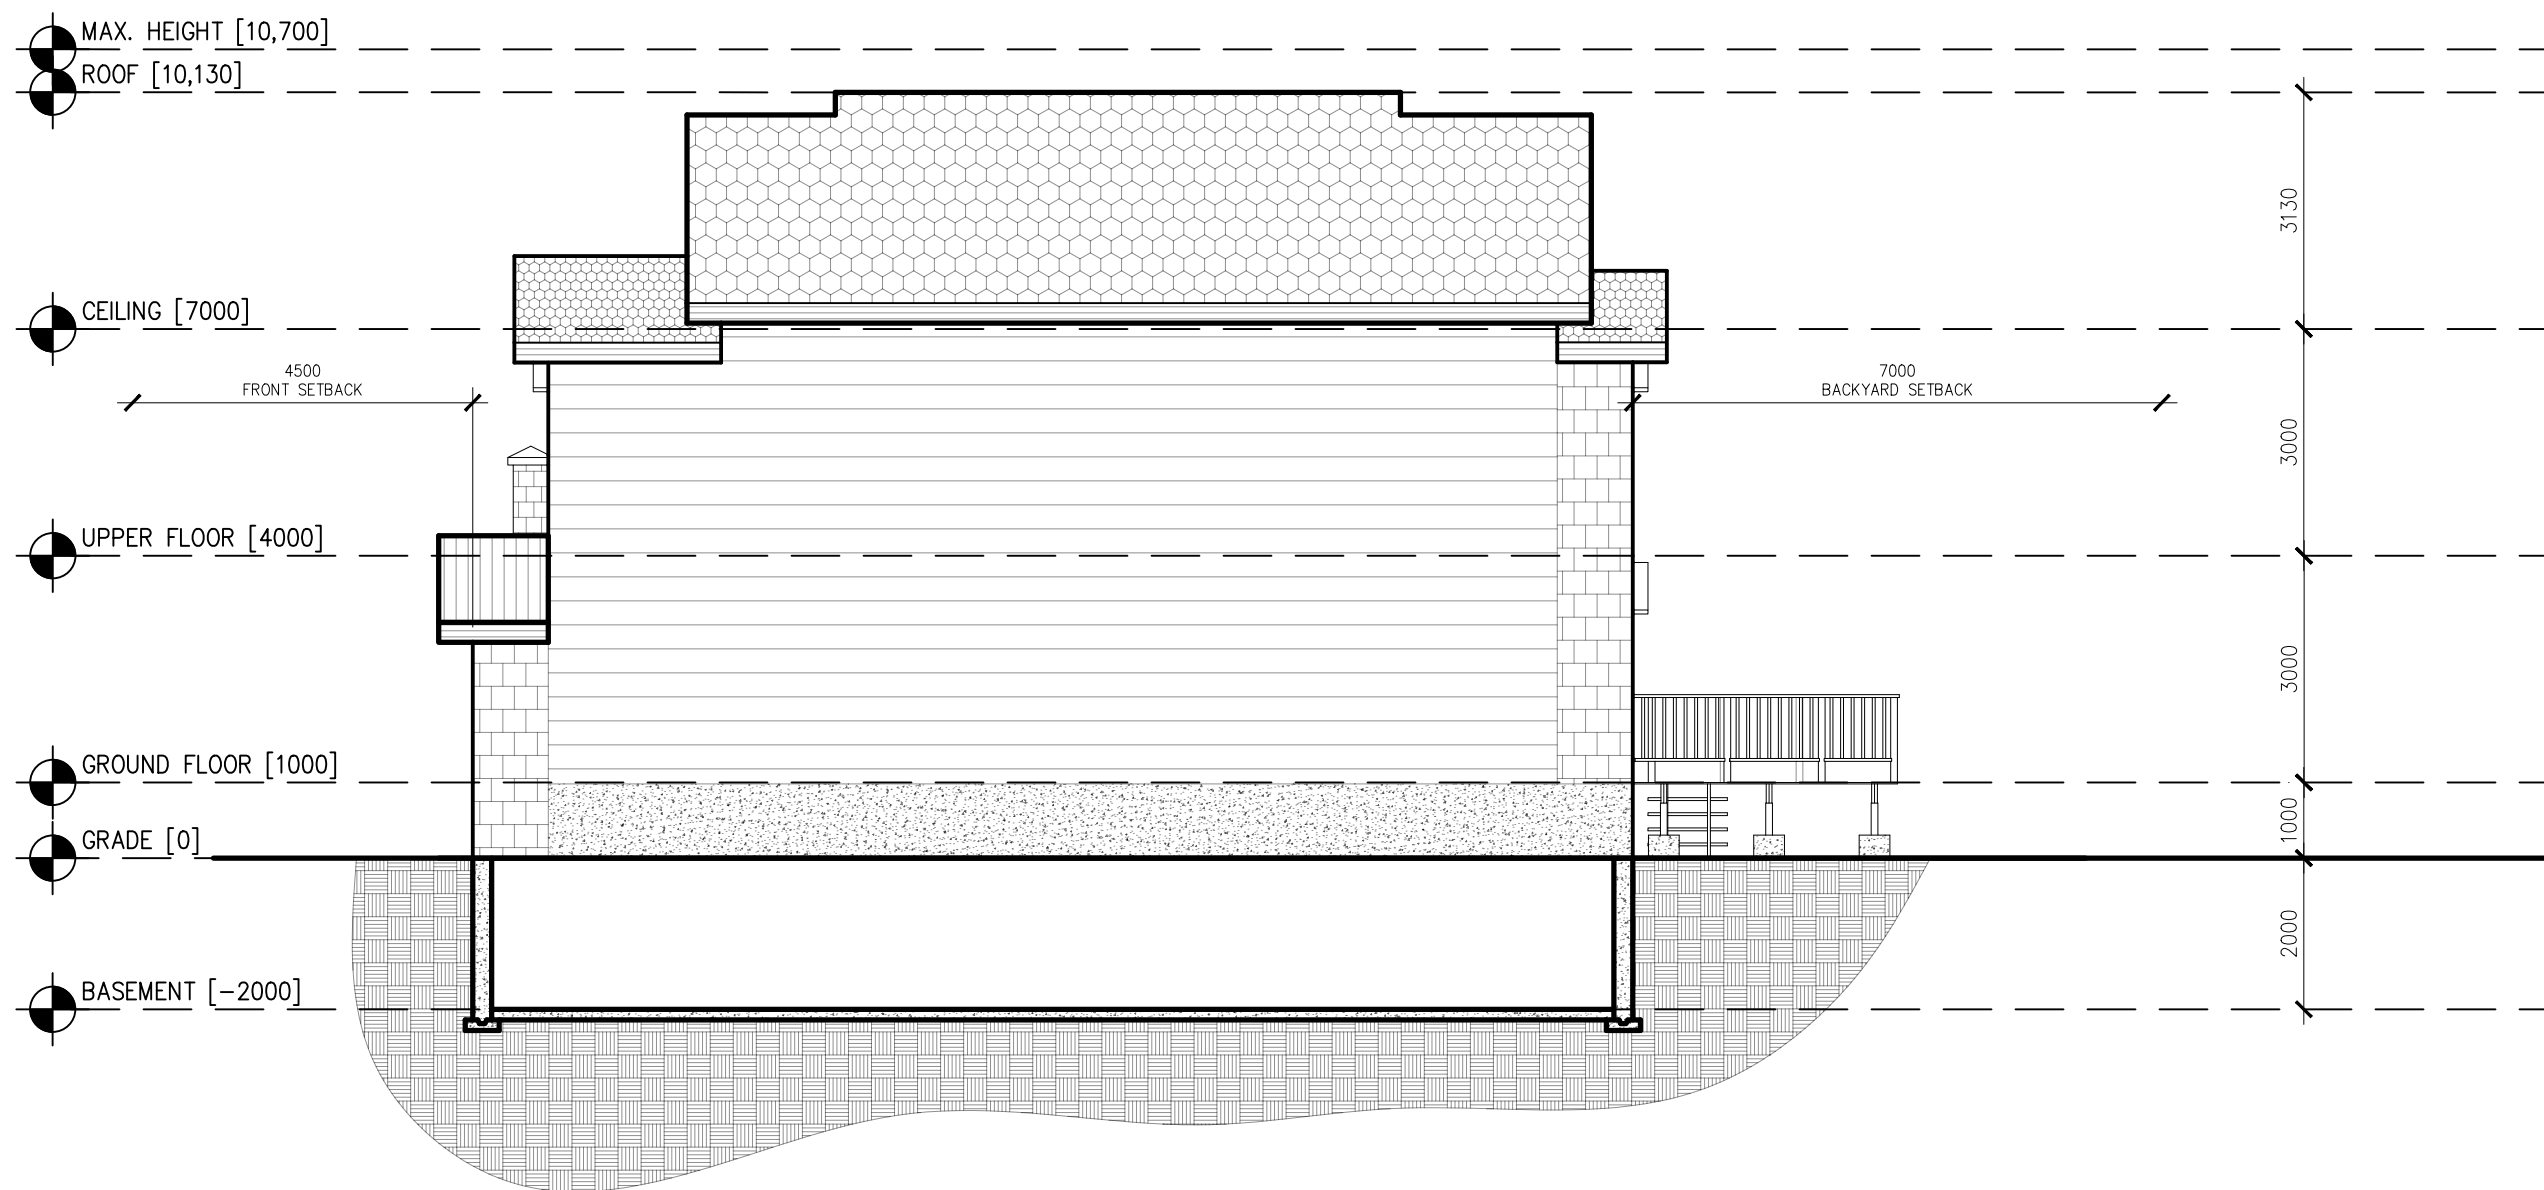 MAX. HEIGHT [10,700]
ROOF [10,130]
3130
CEILING [7000]
4500
FRONT SETBACK
7000
BACKYARD SETBACK
3000
UPPER FLOOR [4000]
3000
GROUND FLOOR [1000]
1000
GRADE [0]
2000
BASEMENT [-2000]